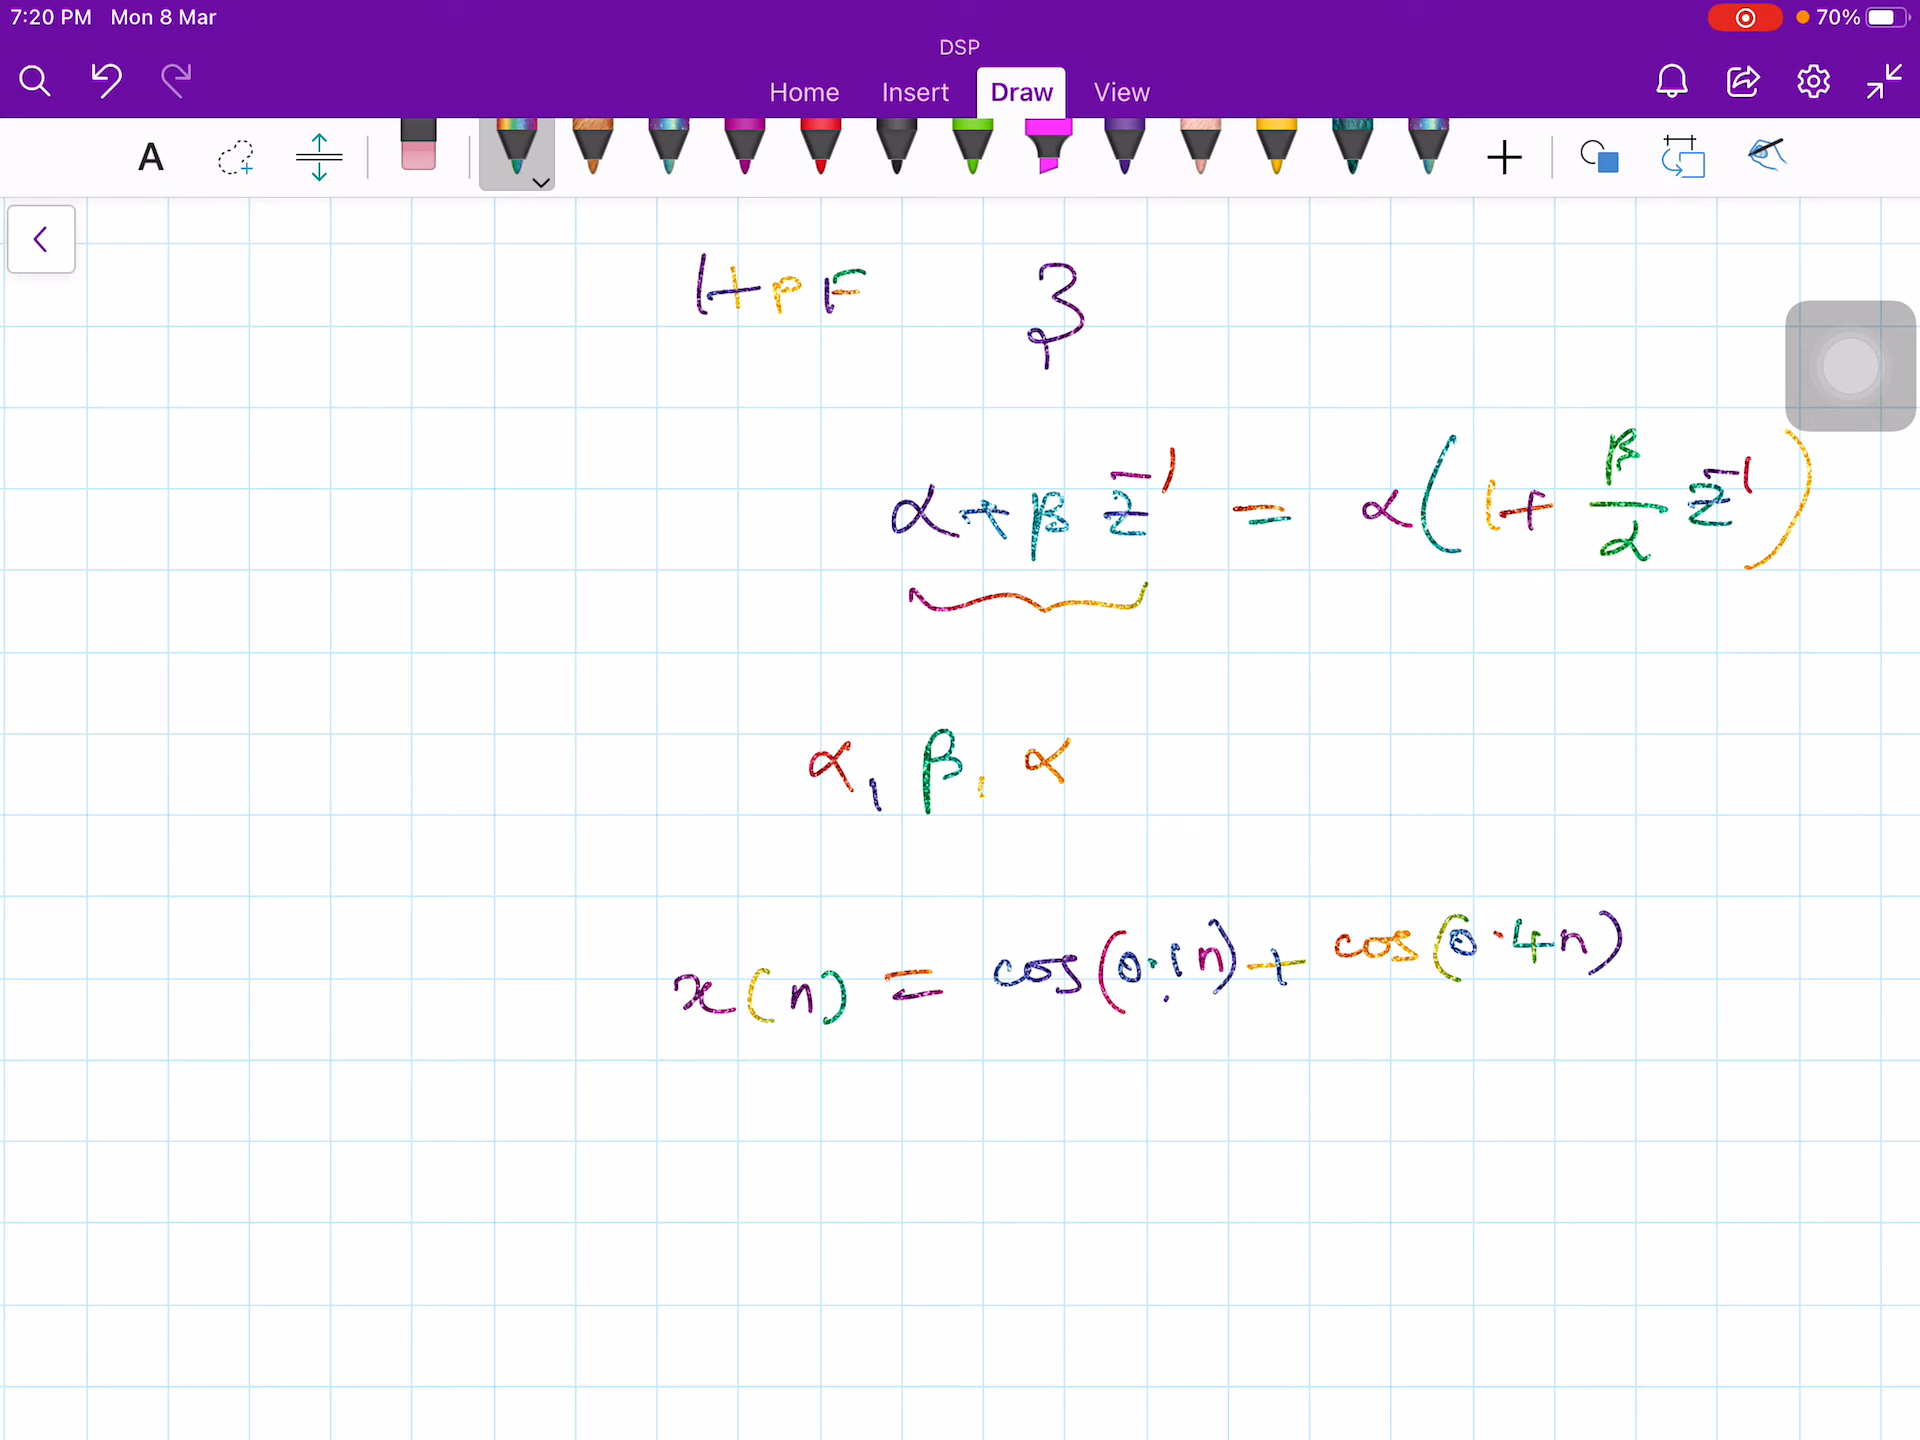 7:20 PM Mon 8 Mar 70%
DSP
Home Insert Draw View
A
HPF 3
α + β z⁻¹ = α(1 + β/α z⁻¹)
α, β, α
x(n) = cos(0.1n) + cos(0.4n)